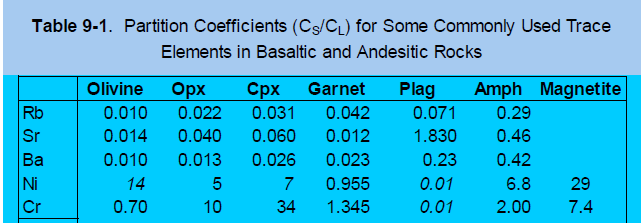 Table 9-1. Partition Coefficients (CS/CL) for Some Commonly Used Trace
Elements in Basaltic and Andesitic Rocks
Olivine Opx Cpx Garnet Plag Amph Magnetite
Rb 0.010 0.022 0.031 0.042 0.071 0.29
Sr 0.014 0.040 0.060 0.012 1.830 0.46
Ba 0.010 0.013 0.026 0.023 0.23 0.42
Ni 14 5 7 0.955 0.01 6.8 29
Cr 0.70 10 34 1.345 0.01 2.00 7.4